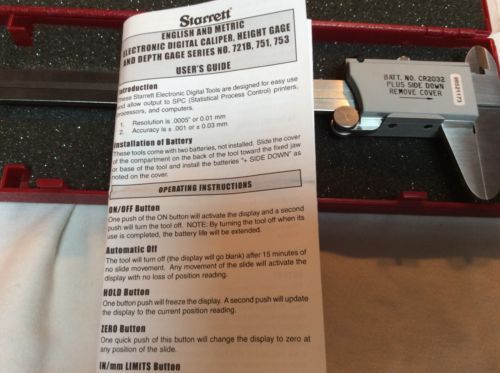 Starrett
ENGLISH AND METRIC
ELECTRONIC DIGITAL CALIPER, HEIGHT GAGE
AND DEPTH GAGE SERIES NO. 721B, 751, 753
USER'S GUIDE
Introduction
These Starrett Electronic Digital Tools are designed for easy use
and allow output to SPC (Statistical Process Control) printers,
processors, and computers.
1. Resolution is .0005" or 0.01 mm
2. Accuracy is ± .001 or ± 0.03 mm
Installation of Battery
These tools come with two batteries, not installed. Slide the cover
of the compartment on the back of the tool toward the fixed jaw
or base of the tool and install the batteries "+ SIDE DOWN" as
noted on the cover.
OPERATING INSTRUCTIONS
ON/OFF Button
One push of the ON button will activate the display and a second
push will turn the tool off. NOTE: By turning the tool off when its
use is completed, the battery life will be extended.
Automatic Off
The tool will turn off (the display will go blank) after 15 minutes of
no slide movement. Any movement of the slide will activate the
display with no loss of position reading.
HOLD Button
One button push will freeze the display. A second push will update
the display to the current position reading.
ZERO Button
One quick push of this button will change the display to zero at
any position of the slide.
IN/mm LIMITS Button
BATT. NO. CR2032
PLUS SIDE DOWN
REMOVE COVER